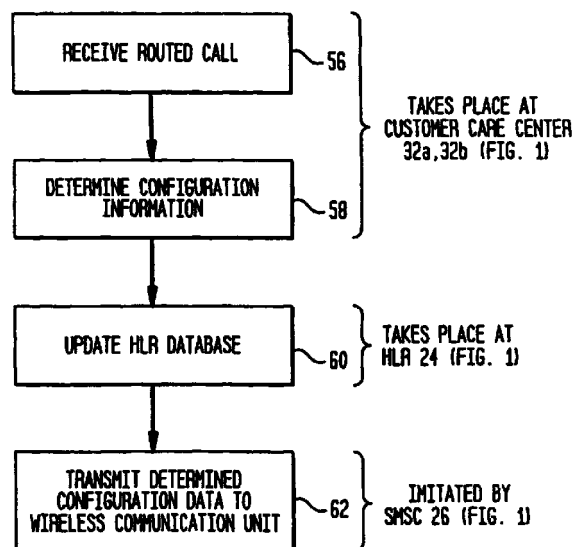 RECEIVE ROUTED CALL
56
TAKES PLACE AT
CUSTOMER CARE CENTER
32a,32b (FIG. 1)
DETERMINE CONFIGURATION
INFORMATION
58
UPDATE HLR DATABASE
60
TAKES PLACE AT
HLR 24 (FIG. 1)
TRANSMIT DETERMINED
CONFIGURATION DATA TO
WIRELESS COMMUNICATION UNIT
62
IMITATED BY
SMSC 26 (FIG. 1)